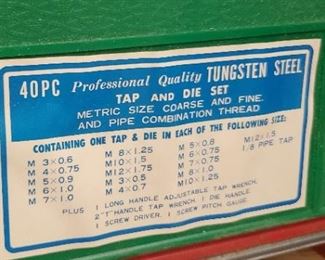 40PC Professional Quality TUNGSTEN STEEL
TAP AND DIE SET
METRIC SIZE COARSE AND FINE.
AND PIPE COMBINATION THREAD
CONTAINING ONE TAP & DIE IN EACH OF THE FOLLOWING SIZE:
M 3×0.6 M 8×1.25 M 5×0.8 M 12×1.5
M 4×0.75 M 10×1.5 M 6×0.75 1/8 PIPE TAP
M 5×0.9 M 12×1.75 M 7×0.75
M 6×1.0 M 3×0.5 M 8×1.0
M 7×1.0 M 4×0.7 M 10×1.25
PLUS 1 LONG HANDLE ADJUSTABLE TAP WRENCH,
2"T" HANDLE TAP WRENCH, 1 DIE HANDLE,
1 SCREW DRIVER, 1 SCREW PITCH GAUGE,